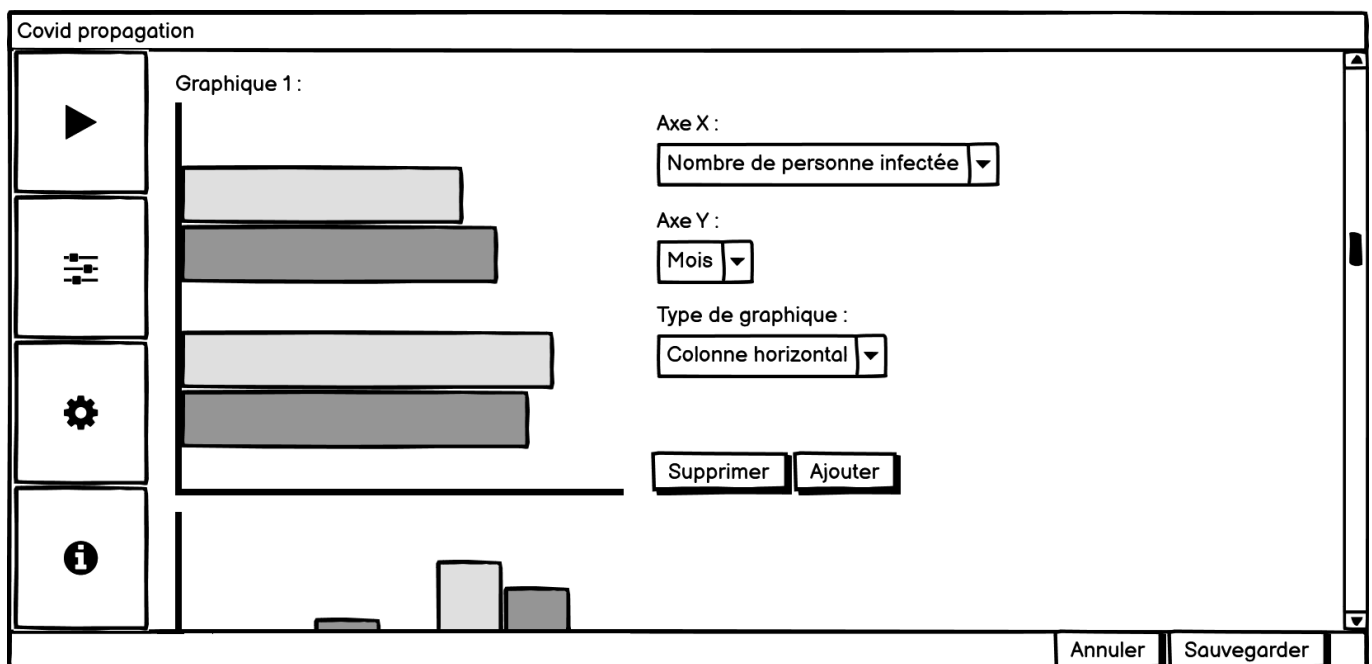 Covid propagation
Graphique 1 :
Axe X :
Nombre de personne infectée
Axe Y :
Mois
Type de graphique :
Colonne horizontal
Supprimer
Ajouter
Annuler
Sauvegarder